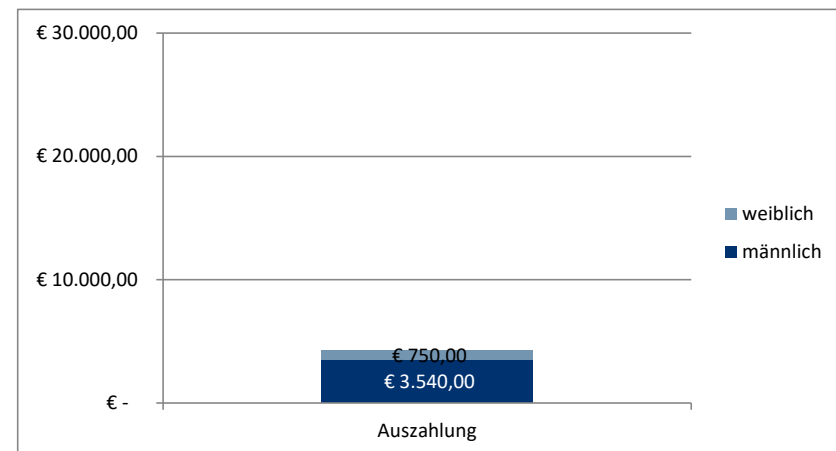 € 30.000,00
€ 20.000,00
€ 10.000,00
€ -
€ 750,00
€ 3.540,00
Auszahlung
weiblich
männlich